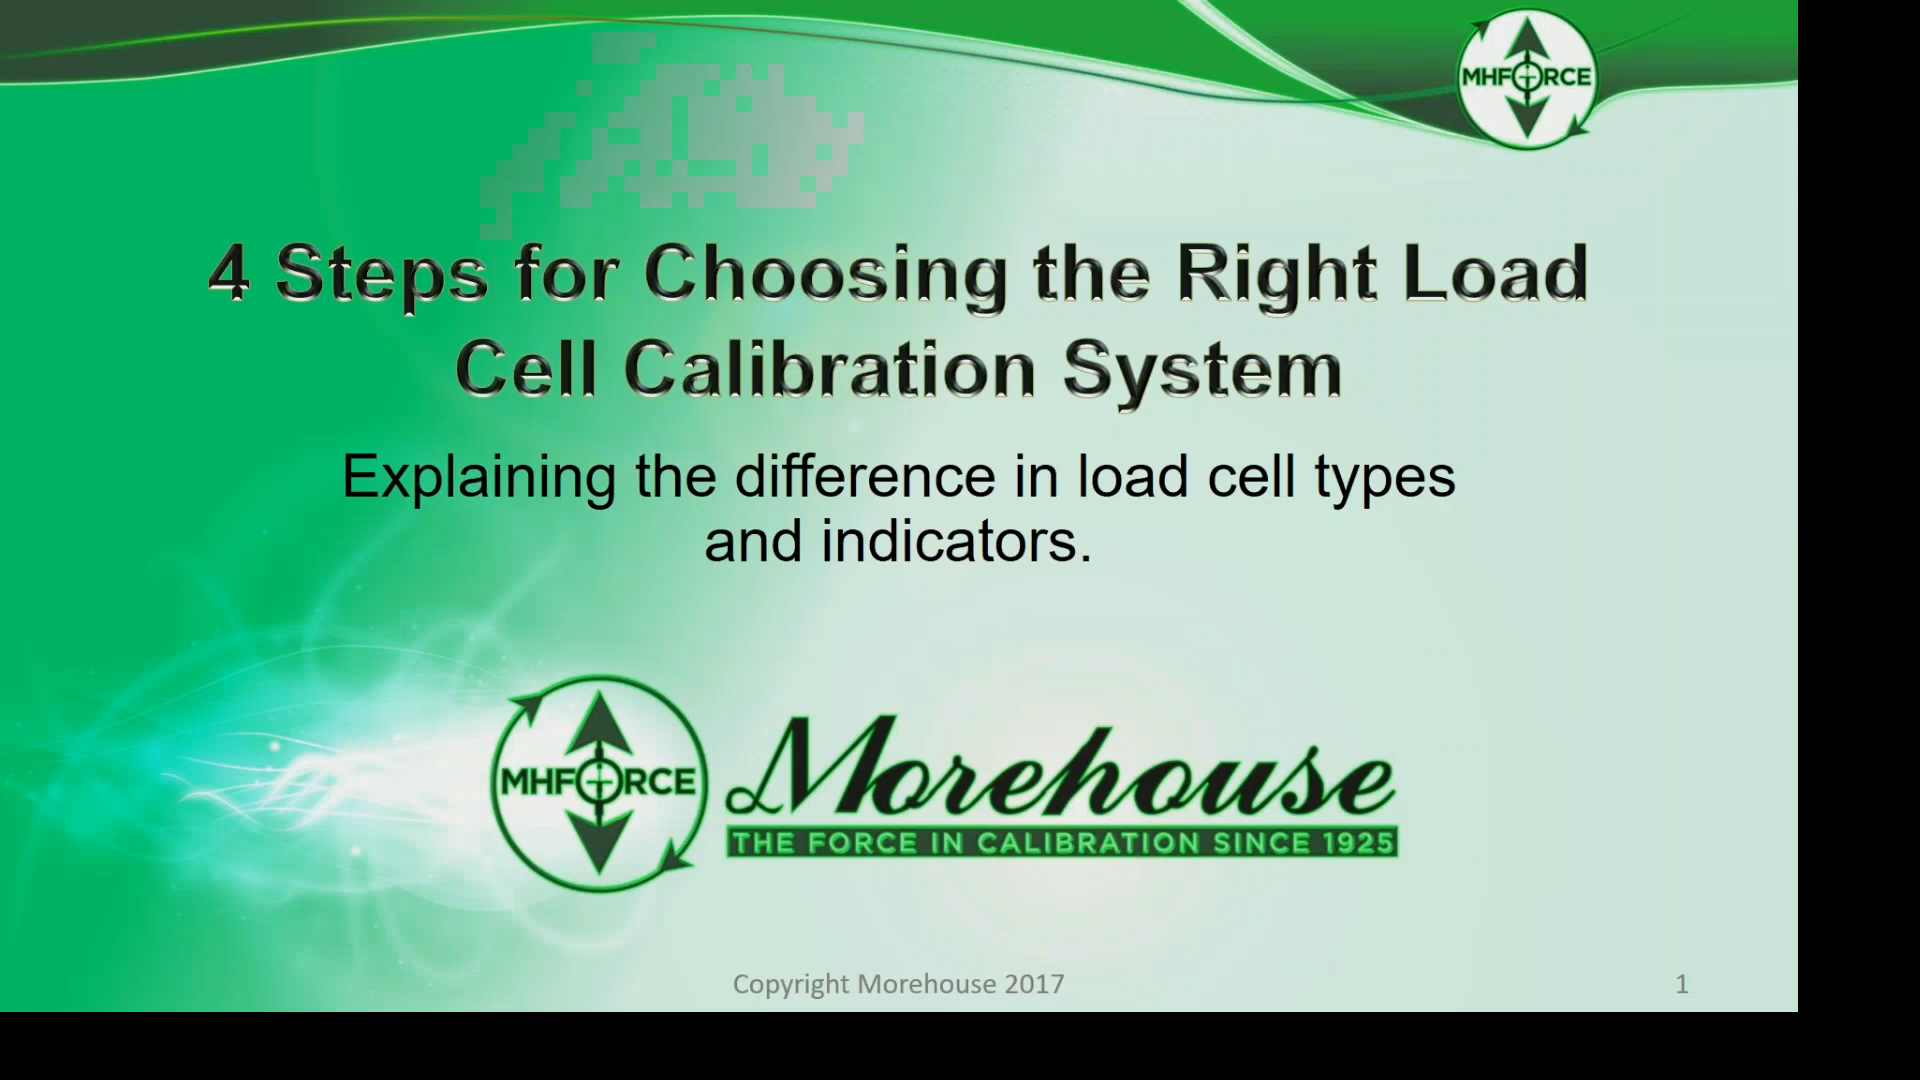 MHFORCE
4 Steps for Choosing the Right Load
Cell Calibration System
Explaining the difference in load cell types
and indicators.
MHFORCE
Morehouse
THE FORCE IN CALIBRATION SINCE 1925
Copyright Morehouse 2017
1